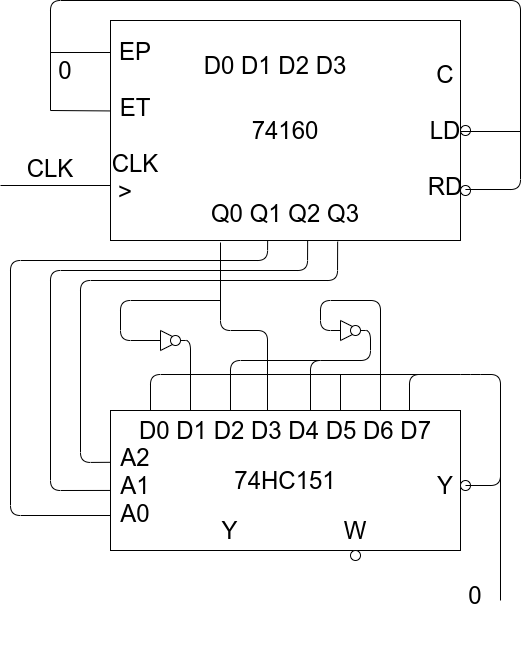 EP
D0 D1 D2 D3
C
0
ET
74160
LD
CLK
CLK
>
RD
Q0 Q1 Q2 Q3
D0 D1 D2 D3 D4 D5 D6 D7
A2
A1
74HC151
Y
A0
Y
W
0